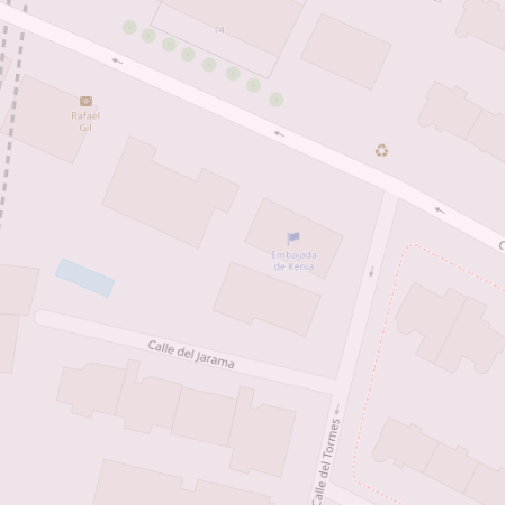 14
Rafael
Gil
Embajada
de Kenia
C
Calle del Jarama
Calle del Tormes